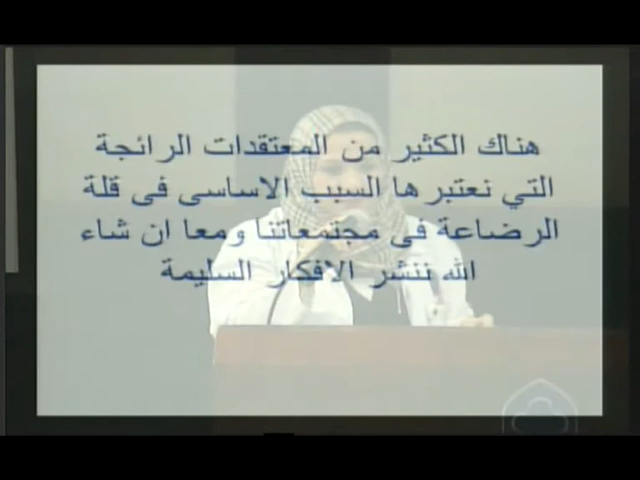 هناك الكثير من المعتقدات الرائجة
التي نعتبرها السبب الاساسى فى قلة
الرضاعة فى مجتمعاتنا ومعا ان شاء
الله ننشر الافكار السليمة